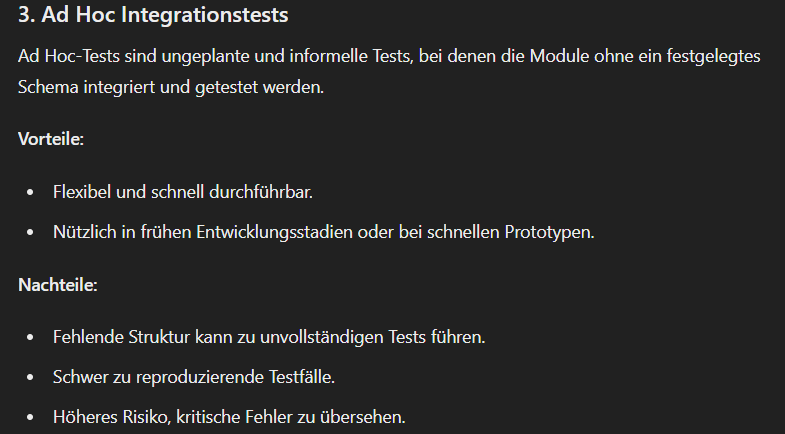 3. Ad Hoc Integrationstests
Ad Hoc-Tests sind ungeplante und informelle Tests, bei denen die Module ohne ein festgelegtes
Schema integriert und getestet werden.
Vorteile:
• Flexibel und schnell durchführbar.
• Nützlich in frühen Entwicklungsstadien oder bei schnellen Prototypen.
Nachteile:
• Fehlende Struktur kann zu unvollständigen Tests führen.
• Schwer zu reproduzierende Testfälle.
• Höheres Risiko, kritische Fehler zu übersehen.